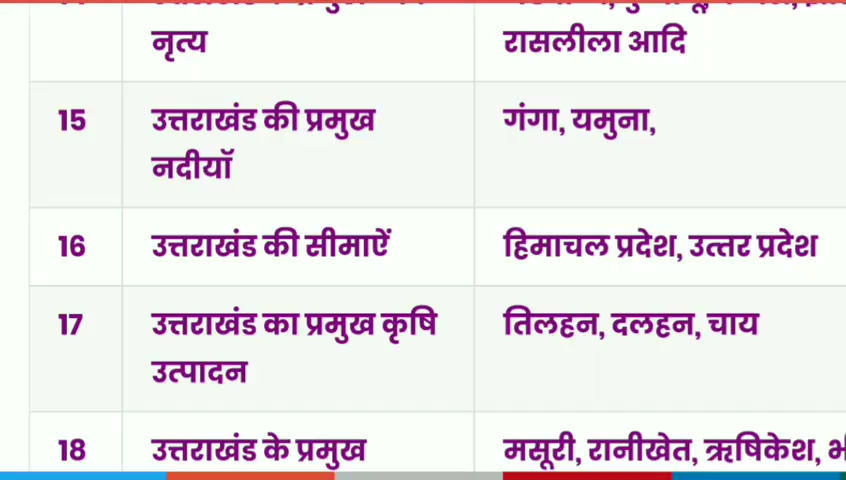 नृत्य
रासलीला आदि
15
उत्तराखंड की प्रमुख
नदीयॉ
गंगा, यमुना,
16
उत्तराखंड की सीमाऐं
हिमाचल प्रदेश, उत्तर प्रदेश
17
उत्तराखंड का प्रमुख कृषि
उत्पादन
तिलहन, दलहन, चाय
18
उत्तराखंड के प्रमुख
मसूरी, रानीखेत, ऋषिकेश,